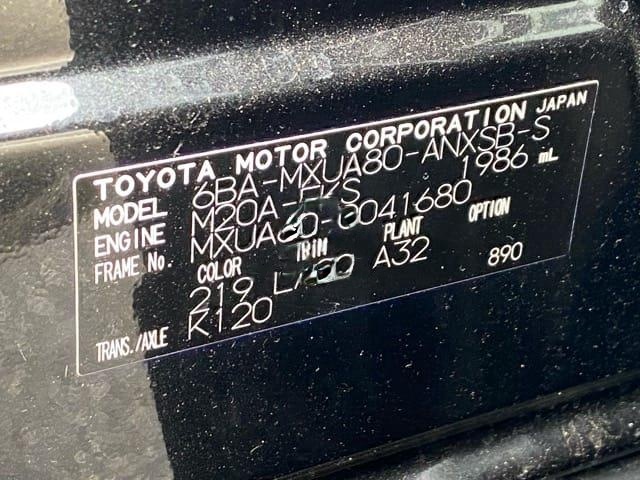 TOYOTA MOTOR CORPORATION JAPAN
MODEL 6BA-MXUA80-ANXSB-S
ENGINE M20A-FKS 1986 mL
FRAME No. MXUA80-0041680
COLOR TRIM PLANT OPTION
219 A32 890
TRANS./AXLE K120